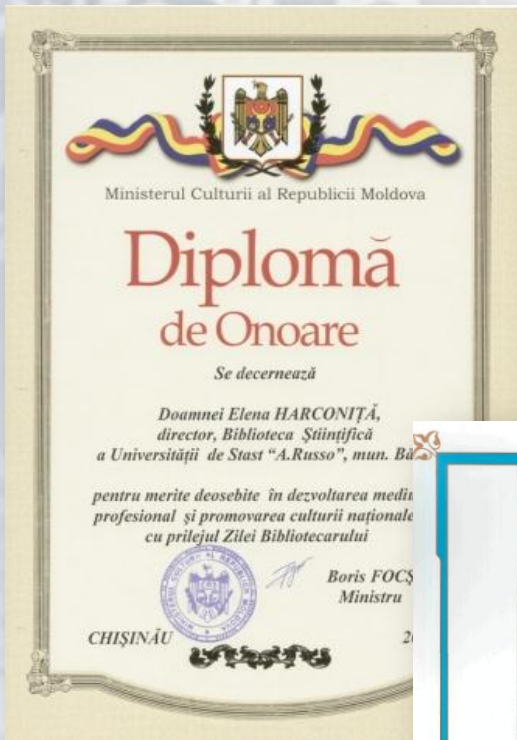 Ministerul Culturii al Republicii Moldova
Diplomă
de Onoare
Se decernează
Doamnei Elena HARCONIȚĂ,
director, Biblioteca Științifică
a Universității de Stast "A.Russo", mun.
pentru merite deosebite în dezvoltarea
profesional și promovarea culturii naționale
cu prilejul Zilei Bibliotecarului
Boris
Ministru
CHIȘINĂU